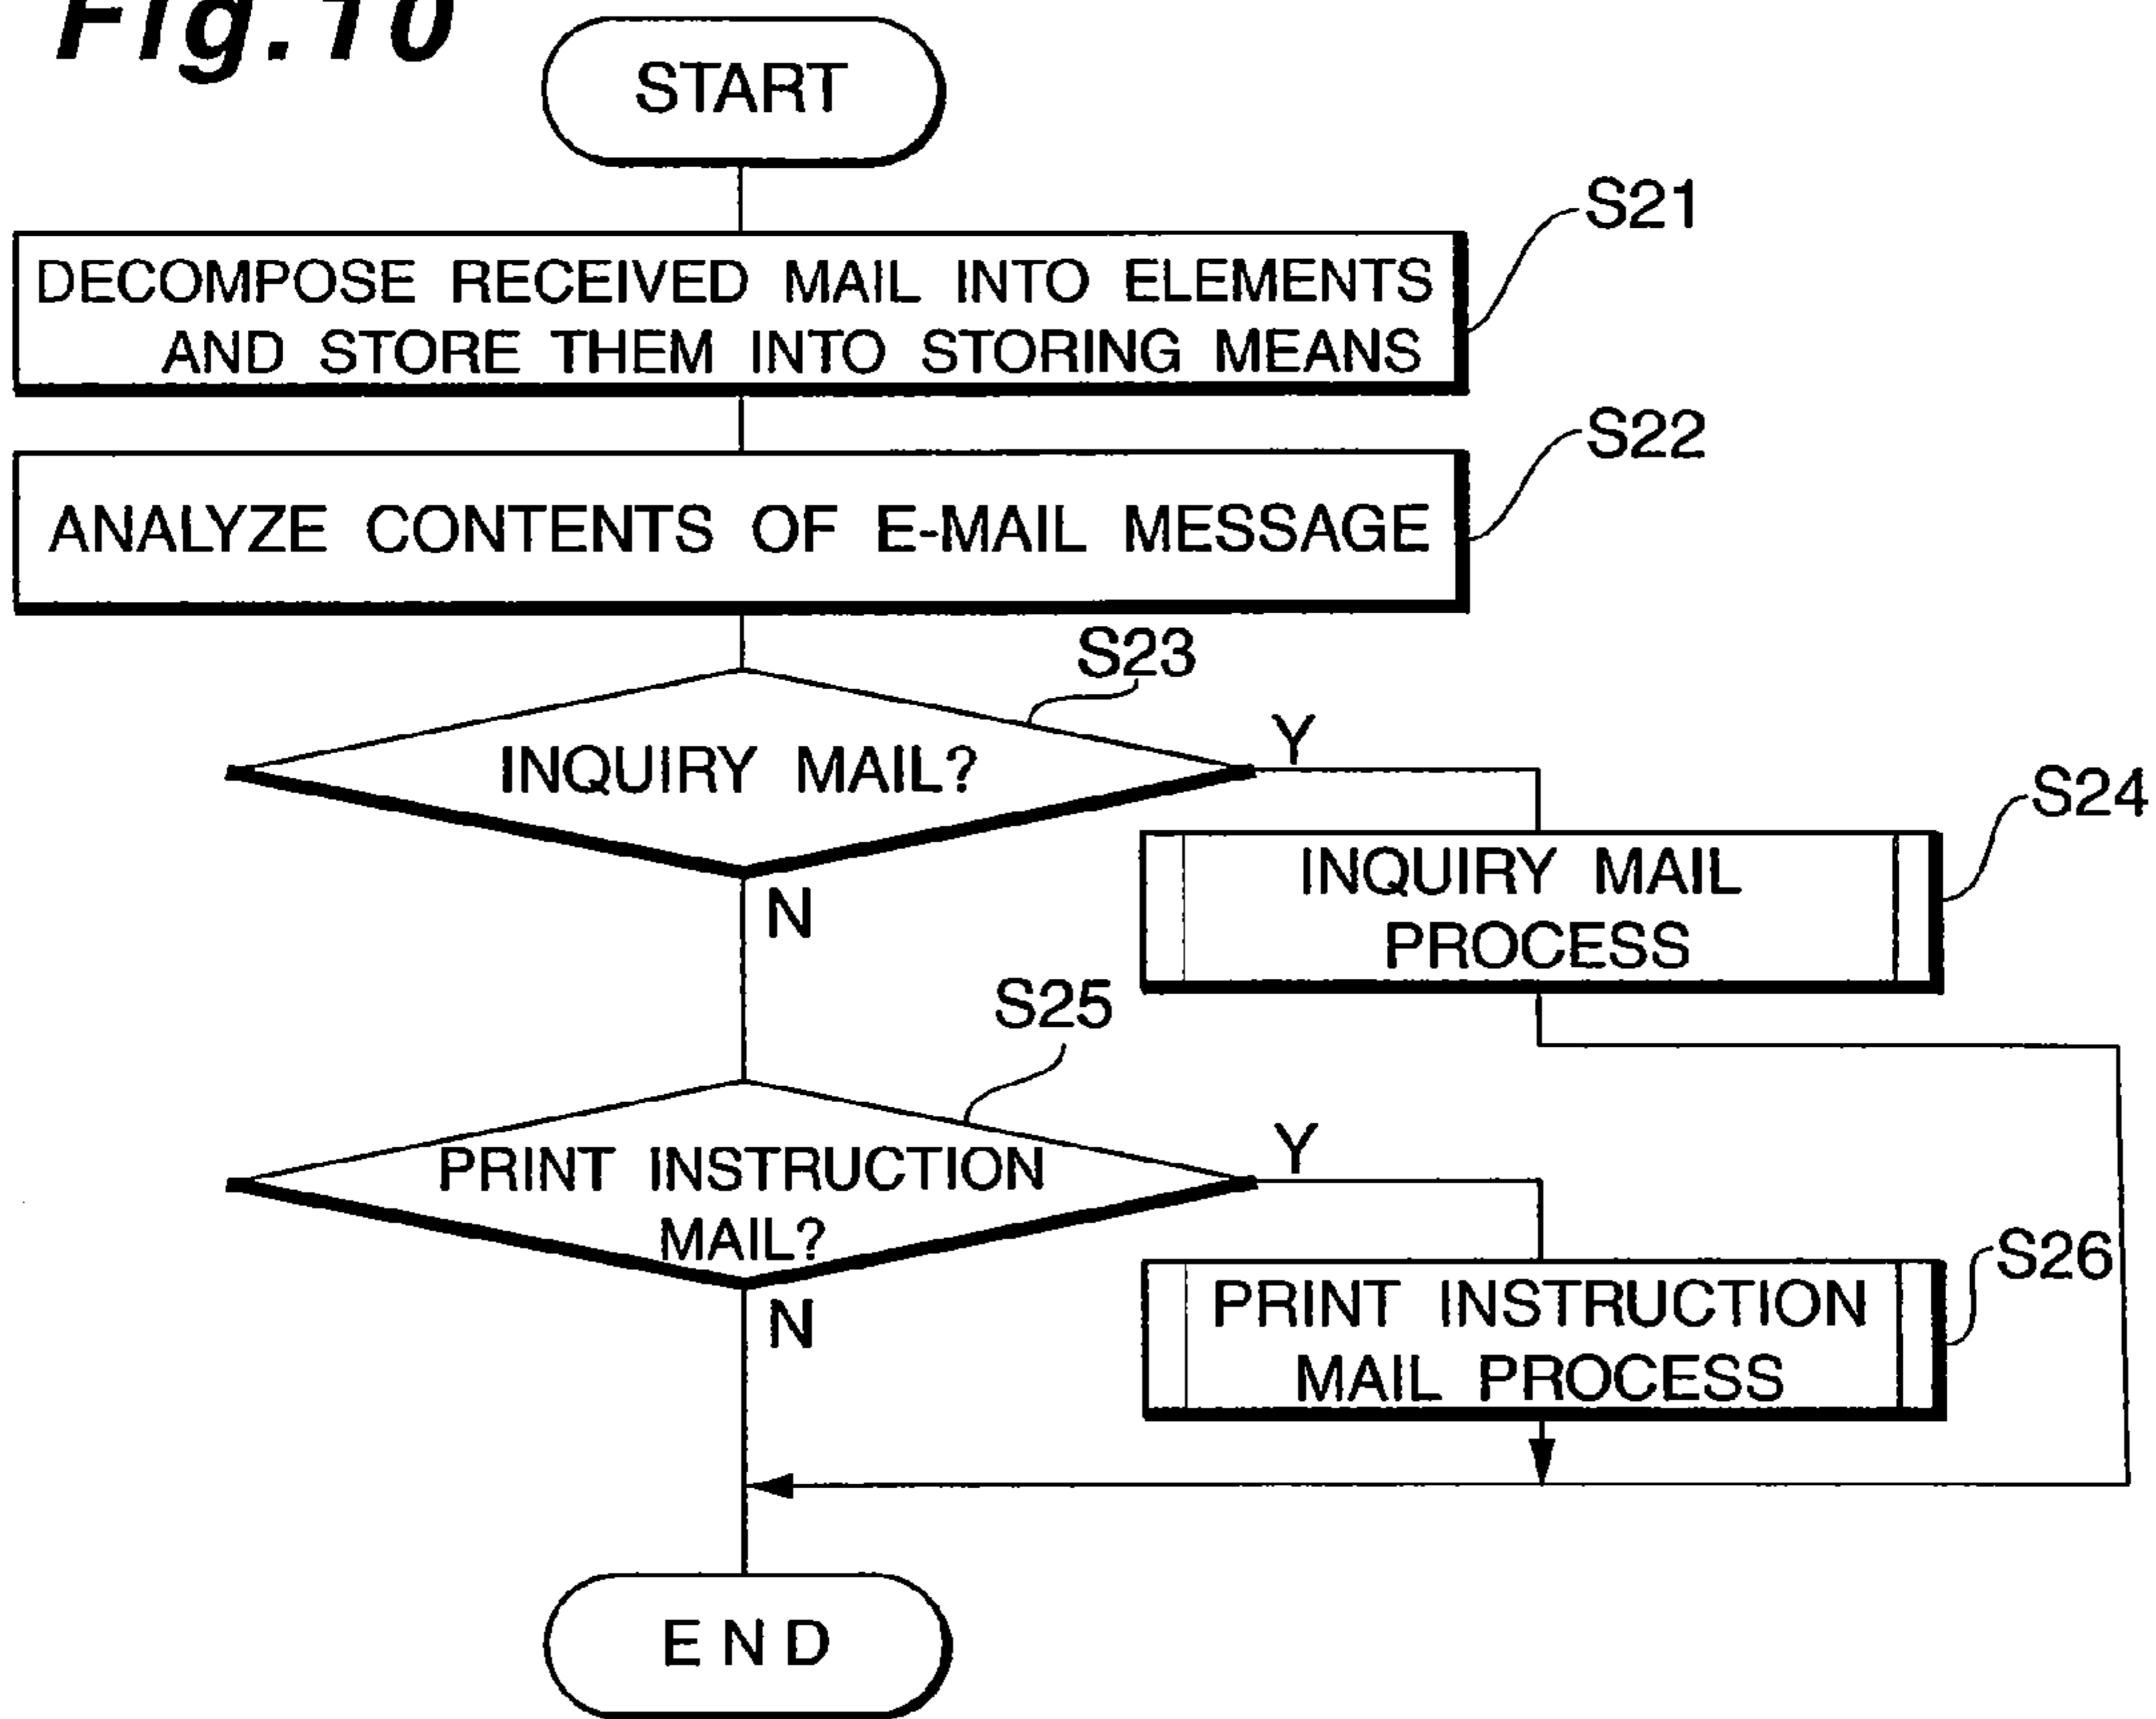 Fig.10
START
S21
DECOMPOSE RECEIVED MAIL INTO ELEMENTS
AND STORE THEM INTO STORING MEANS
S22
ANALYZE CONTENTS OF E-MAIL MESSAGE
S23
INQUIRY MAIL?
Y
N
S24
INQUIRY MAIL
PROCESS
S25
PRINT INSTRUCTION
MAIL?
Y
N
S26
PRINT INSTRUCTION
MAIL PROCESS
END